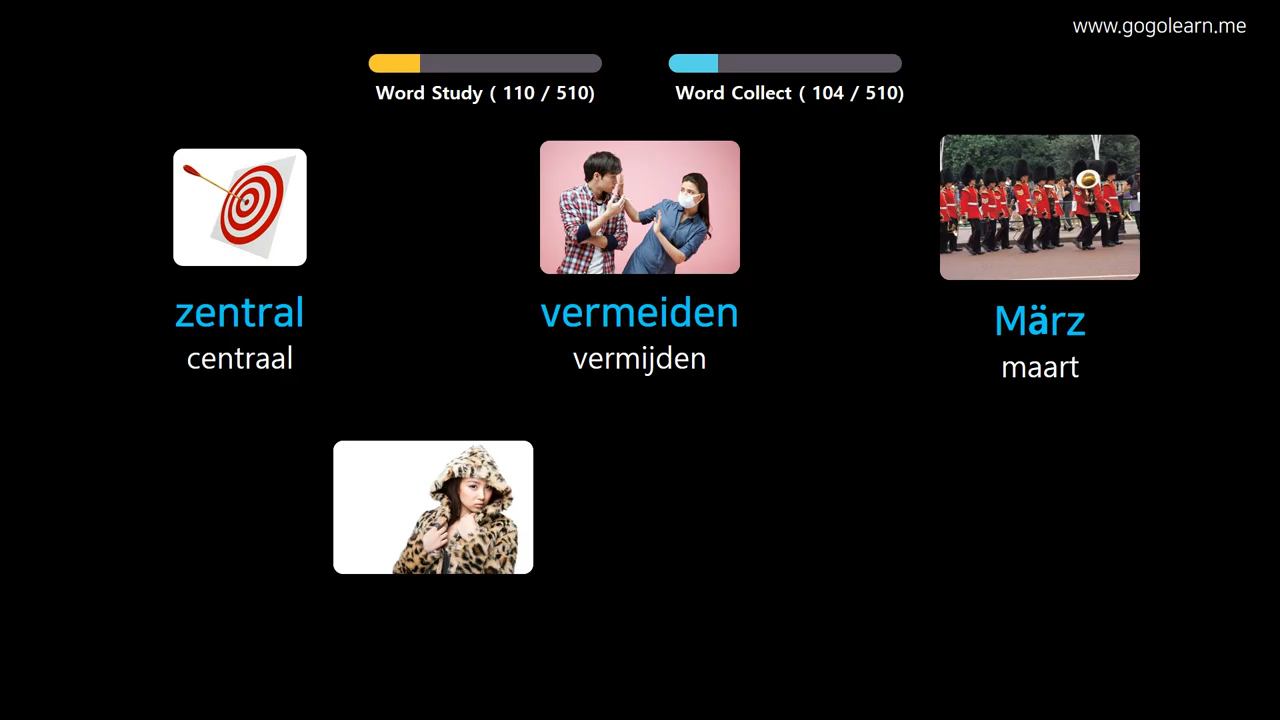 www.gogolearn.me
Word Study ( 110 / 510)
Word Collect ( 104 / 510)
zentral
centraal
vermeiden
vermijden
März
maart